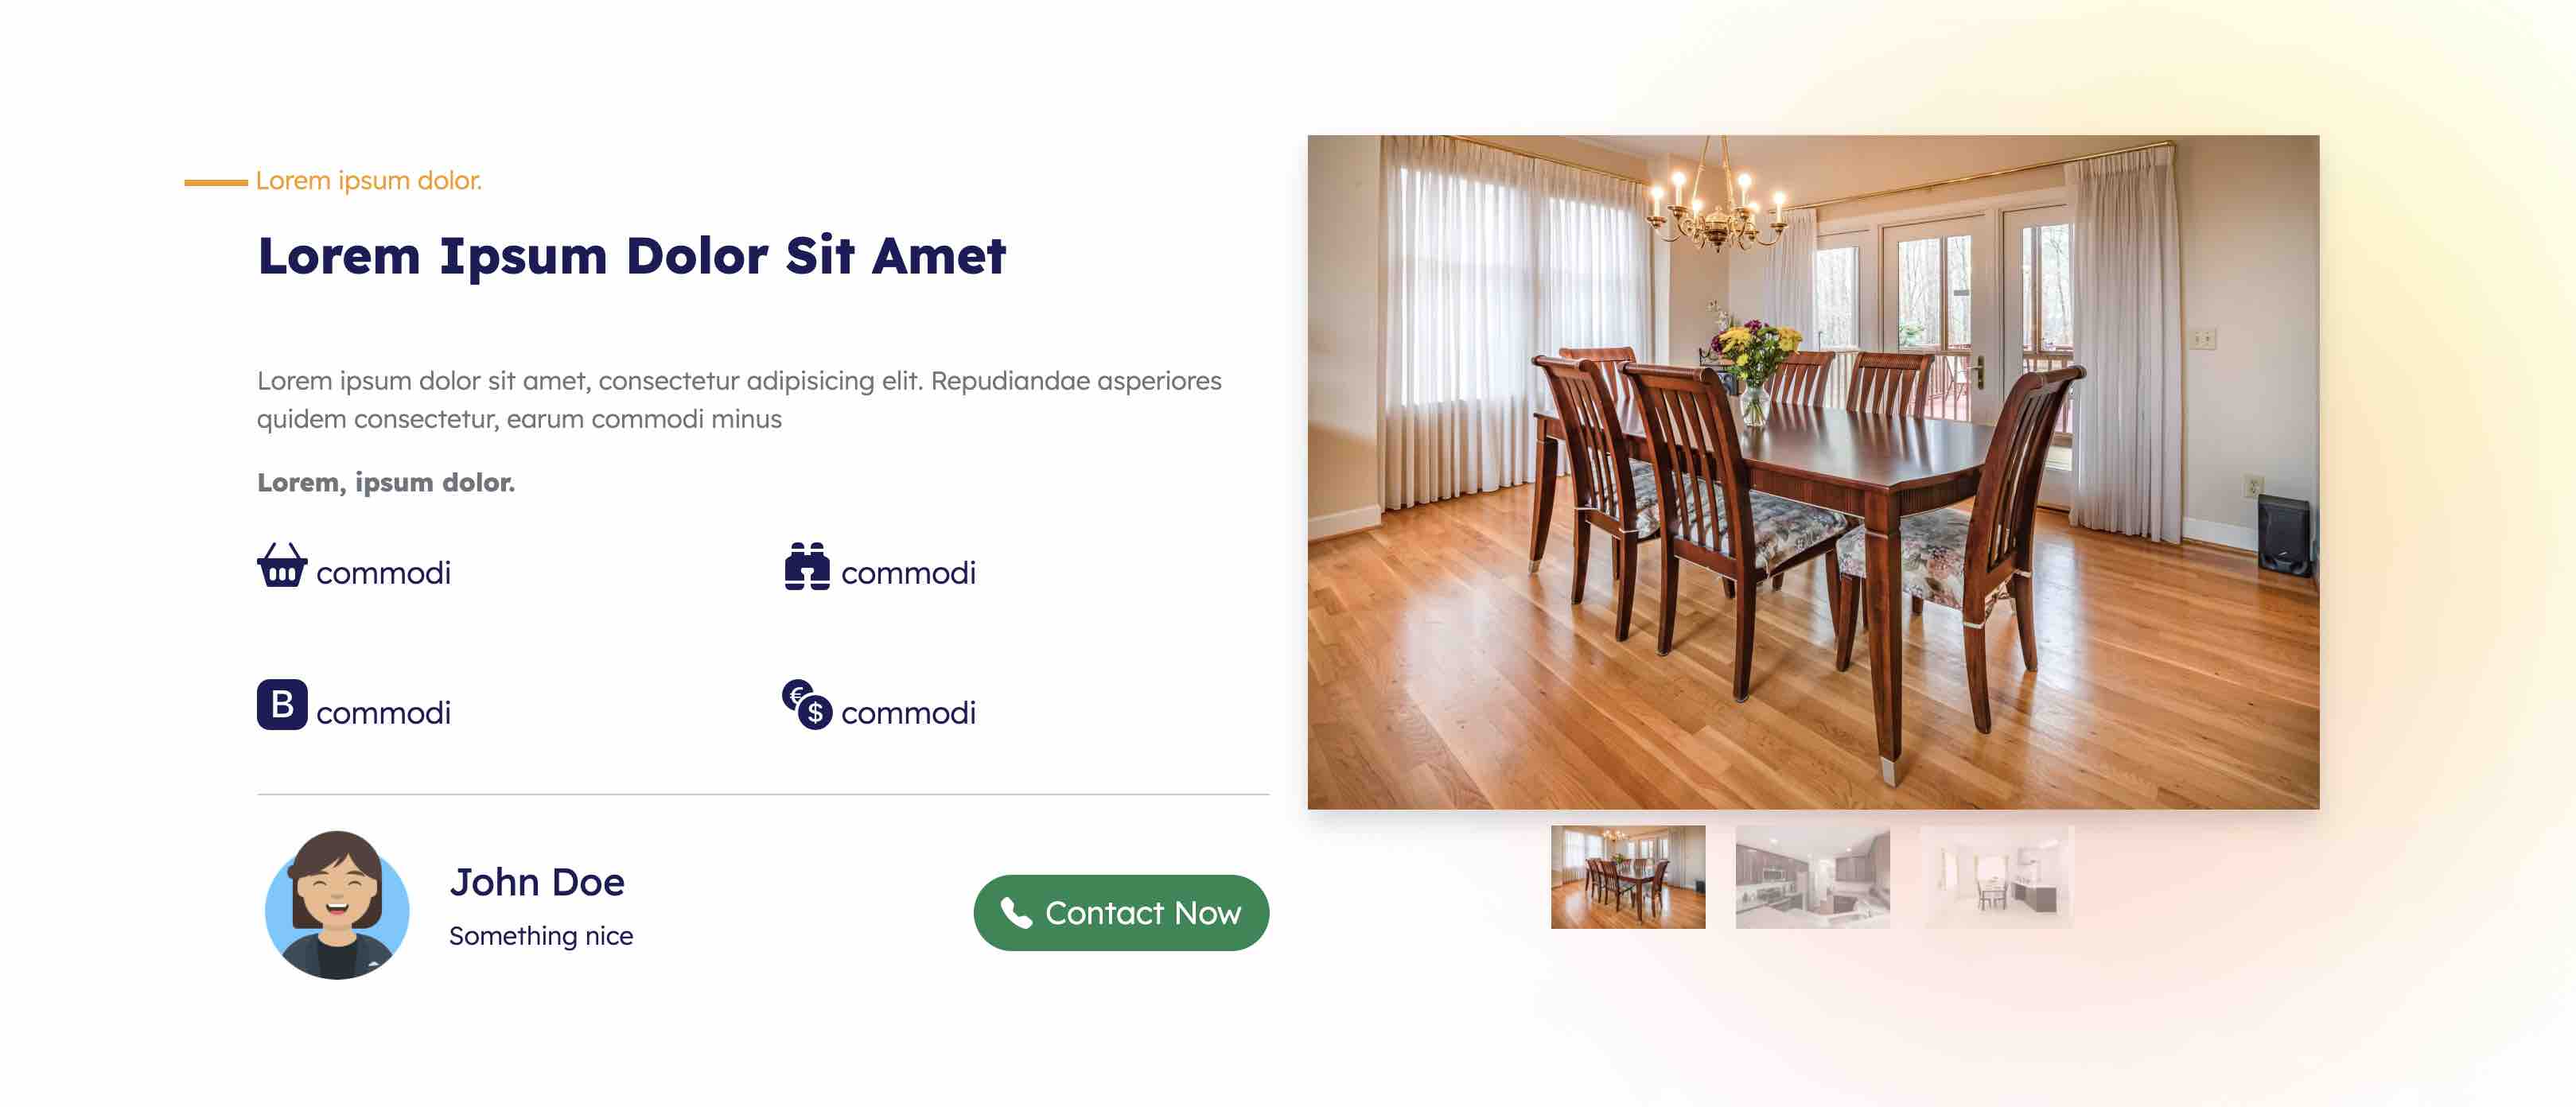 Lorem ipsum dolor.
Lorem Ipsum Dolor Sit Amet
Lorem ipsum dolor sit amet, consectetur adipisicing elit. Repudiandae asperiores
quidem consectetur, earum commodi minus
Lorem, ipsum dolor.
commodi
commodi
B commodi
€ $ commodi
John Doe
Something nice
Contact Now